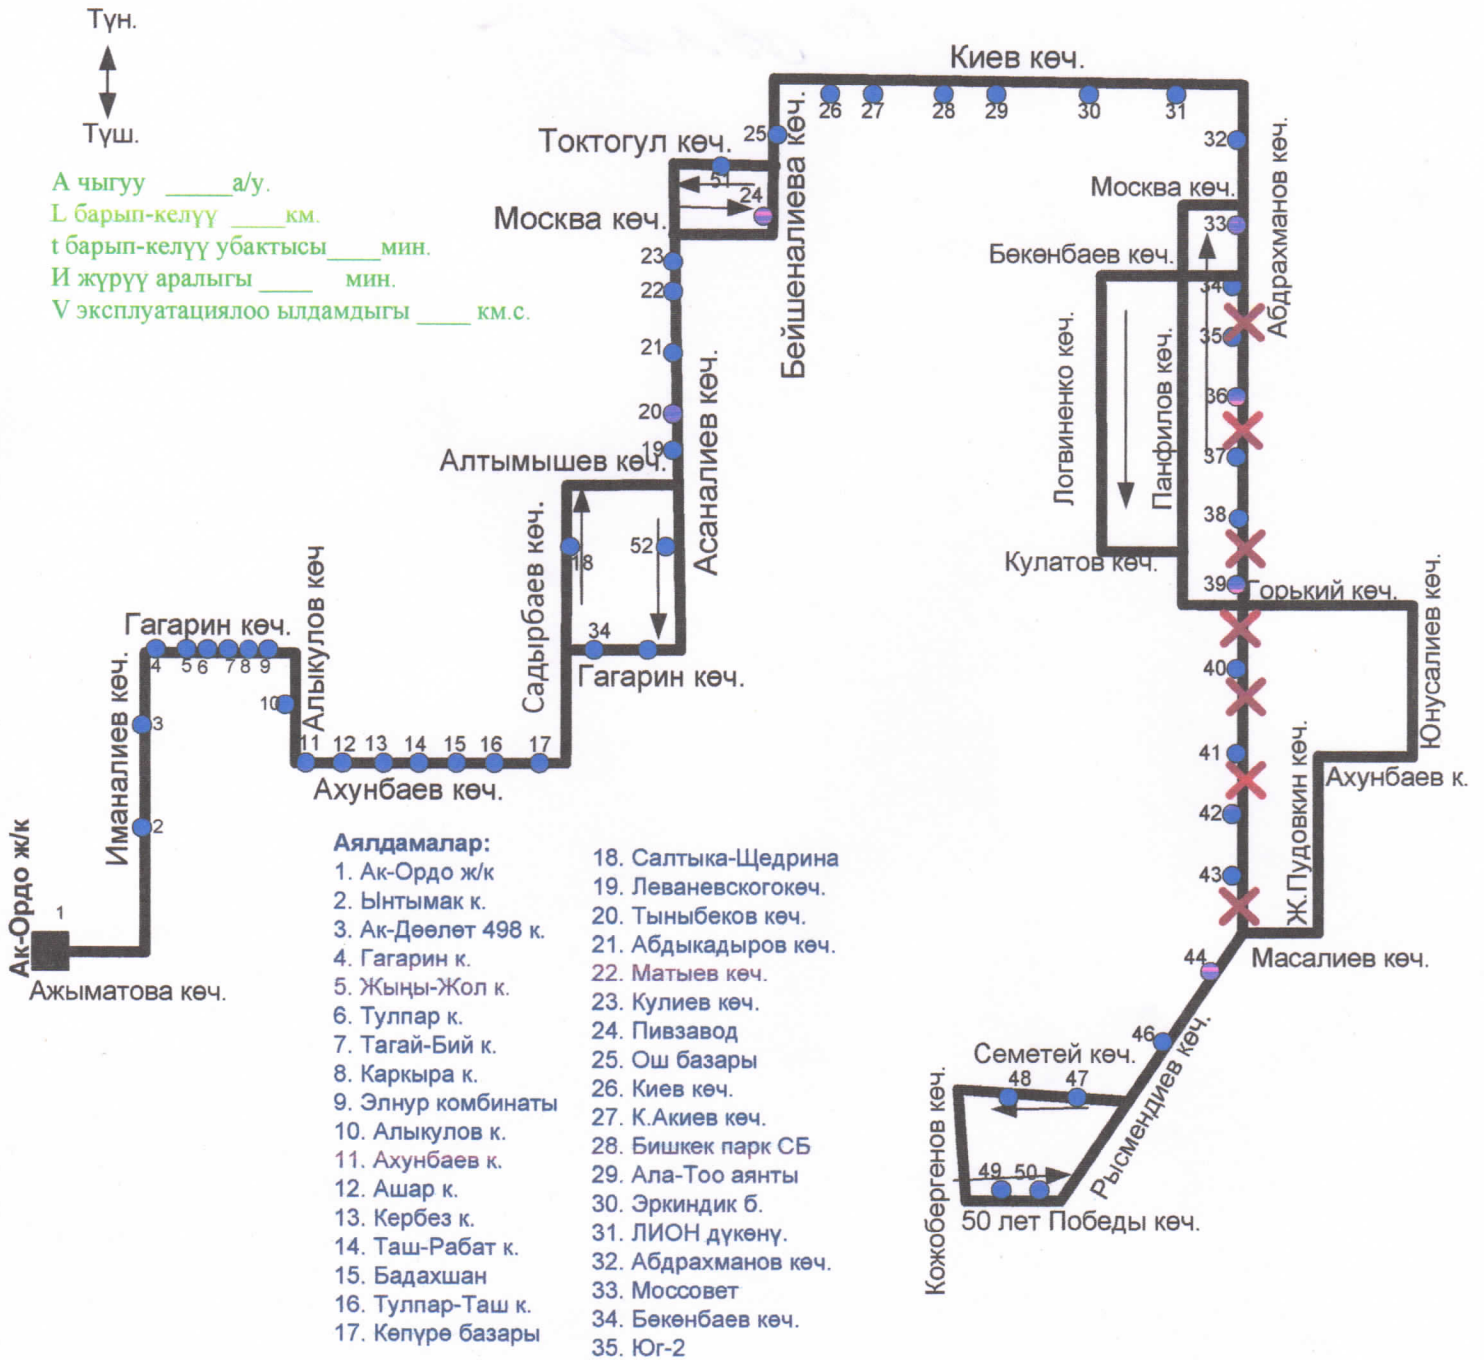 Түн.
Түш.
А чыгуу _____а/у.
L барып-келүү ____км.
t барып-келүү убактысы____мин.
И жүрүү аралыгы ____ мин.
V эксплуатациялоо ылдамдыгы ____ км.с.
Киев көч.
26 27 28 29 30 31
Токтогул көч.
25
51
24
Москва көч.
Бейшеналиева көч.
32
Абдрахманов көч.
Москва көч.
33
Бөкөнбаев көч.
34
35
36
37
38
39
Логвиненко көч.
Панфилов көч.
Кулатов көч.
Горький көч.
Юнусалиев көч.
23
22
21
20
19
Асаналиев көч.
Алтымышев көч.
Садырбаев көч.
18
52
34
Гагарин көч.
Гагарин көч.
4 5 6 7 8 9
Алыкулов көч
10
Иманалиев көч.
3
2
11 12 13 14 15 16 17
Ахунбаев көч.
40
41
42
43
Ж.Пудовкин көч.
Ахунбаев к.
Масалиев көч.
Ак-Ордо ж/к
1
Ажыматова көч.
44
46
Рысмендиев көч.
Семетей көч.
48 47
Кожобергенов көч.
49 50
50 лет Победы көч.
Аялдамалар:
1. Ак-Ордо ж/к
2. Ынтымак к.
3. Ак-Дөөлөт 498 к.
4. Гагарин к.
5. Жыңы-Жол к.
6. Тулпар к.
7. Тагай-Бий к.
8. Каркыра к.
9. Элнур комбинаты
10. Алыкулов к.
11. Ахунбаев к.
12. Ашар к.
13. Кербез к.
14. Таш-Рабат к.
15. Бадахшан
16. Тулпар-Таш к.
17. Көпүрө базары
18. Салтыка-Щедрина
19. Леваневскогокөч.
20. Тыныбеков көч.
21. Абдыкадыров көч.
22. Матыев көч.
23. Кулиев көч.
24. Пивзавод
25. Ош базары
26. Киев көч.
27. К.Акиев көч.
28. Бишкек парк СБ
29. Ала-Тоо аянты
30. Эркиндик б.
31. ЛИОН дүкөнү.
32. Абдрахманов көч.
33. Моссовет
34. Бөкөнбаев көч.
35. Юг-2